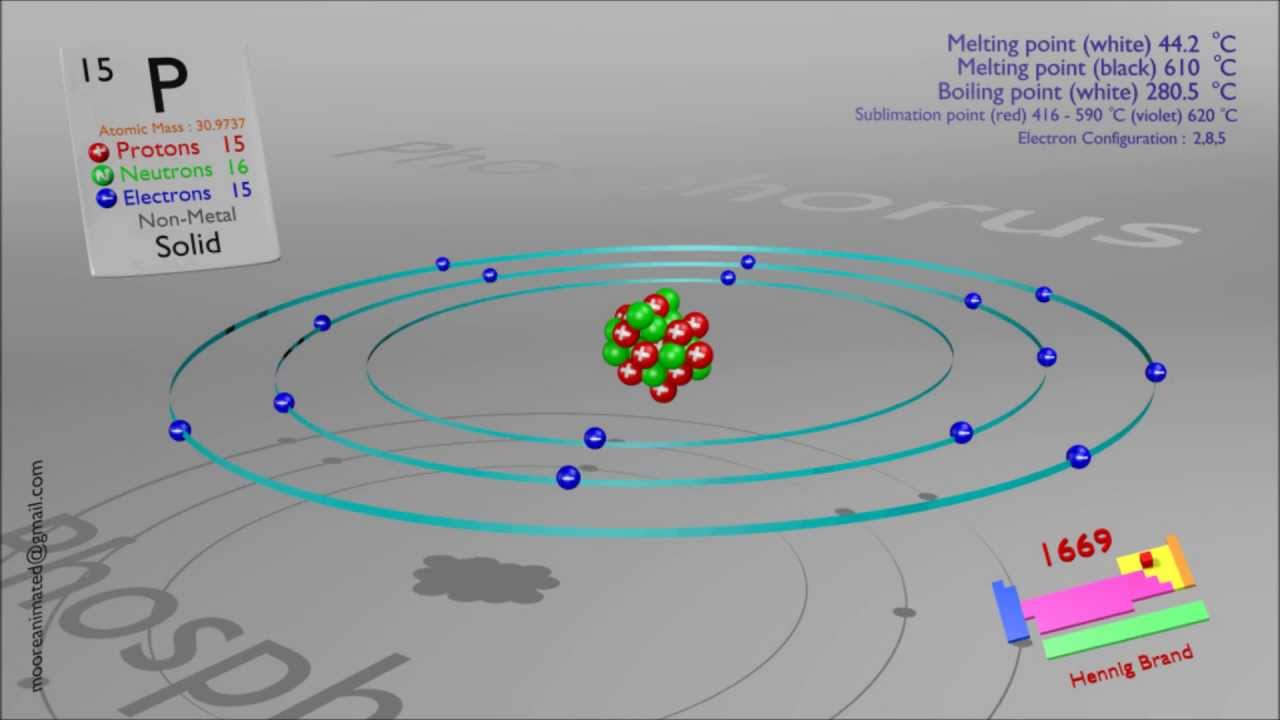 15
P
Atomic Mass : 30.9737
Protons 15
Neutrons 16
Electrons 15
Non-Metal
Solid
Melting point (white) 44.2 °C
Melting point (black) 610 °C
Boiling point (white) 280.5 °C
Sublimation point (red) 416 - 590 °C (violet) 620 °C
Electron Configuration : 2,8,5
Pho horus
Phosph
mooreanimated@gmail.com
1669
Hennig Brand